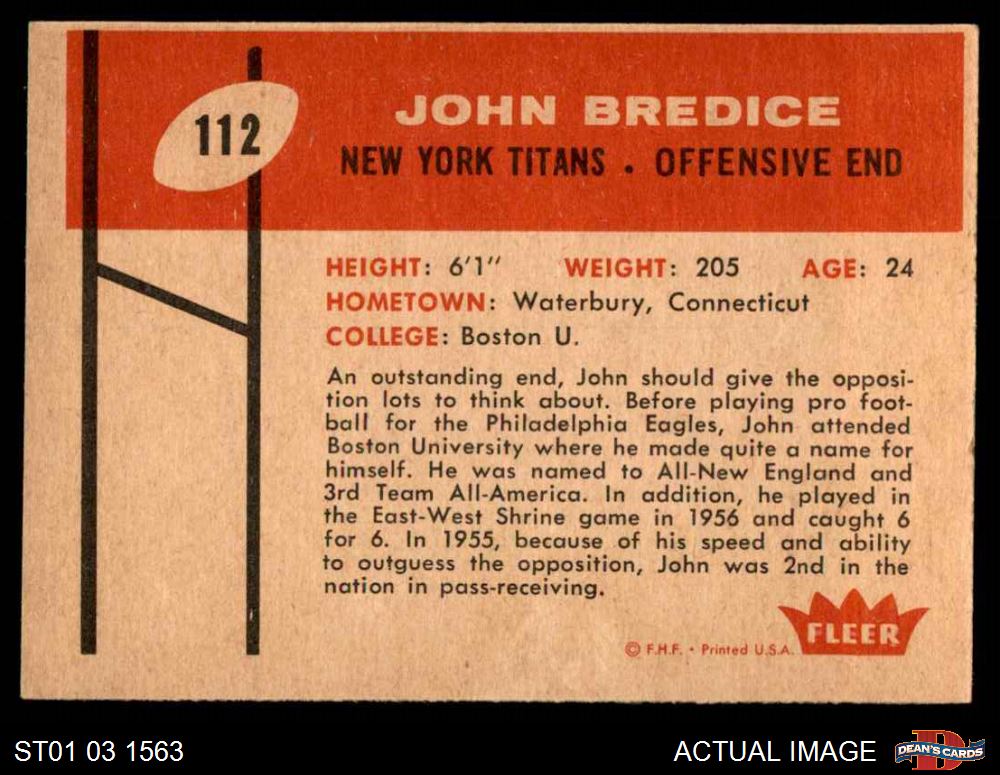 112
JOHN BREDICE
NEW YORK TITANS . OFFENSIVE END
HEIGHT: 6'1" WEIGHT: 205 AGE: 24
HOMETOWN: Waterbury, Connecticut
COLLEGE: Boston U.
An outstanding end, John should give the opposi-
tion lots to think about. Before playing pro foot-
ball for the Philadelphia Eagles, John attended
Boston University where he made quite a name for
himself. He was named to All-New England and
3rd Team All-America. In addition, he played in
the East-West Shrine game in 1956 and caught 6
for 6. In 1955, because of his speed and ability
to outguess the opposition, John was 2nd in the
nation in pass-receiving.
FLEER
© F.H.F. • Printed U.S.A.
ST01 03 1563
ACTUAL IMAGE
D
DEAN'S CARDS